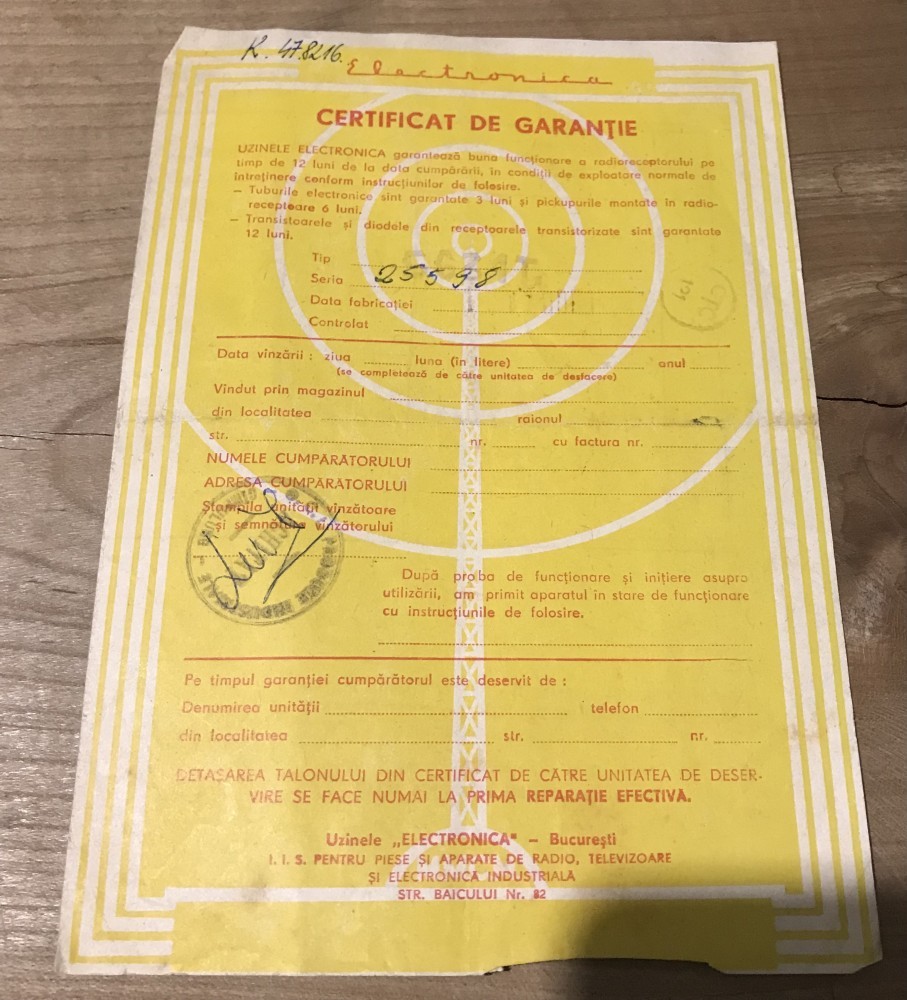 K. 478216.
Electronica
CERTIFICAT DE GARANȚIE
UZINELE ELECTRONICA garantează buna funcționare a radioreceptorului pe
timp de 12 luni de la data cumpărării, în condiții de exploatare normale de
întreținere conform instrucțiunilor de folosire.
— Tuburile electronice sînt garantate 3 luni și pickupurile montate în radio-
receptoare 6 luni.
— Transistoarele și diodele din receptoarele transistorizate sînt garantate
12 luni.
Tip
Seria 25598
Data fabricației
Controlat
CTC
101
Data vînzării : ziua luna (în litere) anul
(se completează de către unitatea de desfacere)
Vîndut prin magazinul
din localitatea raionul
str. nr. cu factura nr.
NUMELE CUMPĂRĂTORULUI
ADRESA CUMPĂRĂTORULUI
Ștampila unității vînzătoare
și semnătura vînzătorului
După proba de funcționare și inițiere asupra
utilizării, am primit aparatul în stare de funcționare
cu instrucțiunile de folosire.
Pe timpul garanției cumpărătorul este deservit de :
Denumirea unității telefon
din localitatea str. nr.
DETAȘAREA TALONULUI DIN CERTIFICAT DE CĂTRE UNITATEA DE DESER-
VIRE SE FACE NUMAI LA PRIMA REPARAȚIE EFECTIVĂ.
Uzinele „ELECTRONICA" — București
I. I. S. PENTRU PIESE ȘI APARATE DE RADIO, TELEVIZOARE
ȘI ELECTRONICĂ INDUSTRIALĂ
STR. BAICULUI Nr. 82